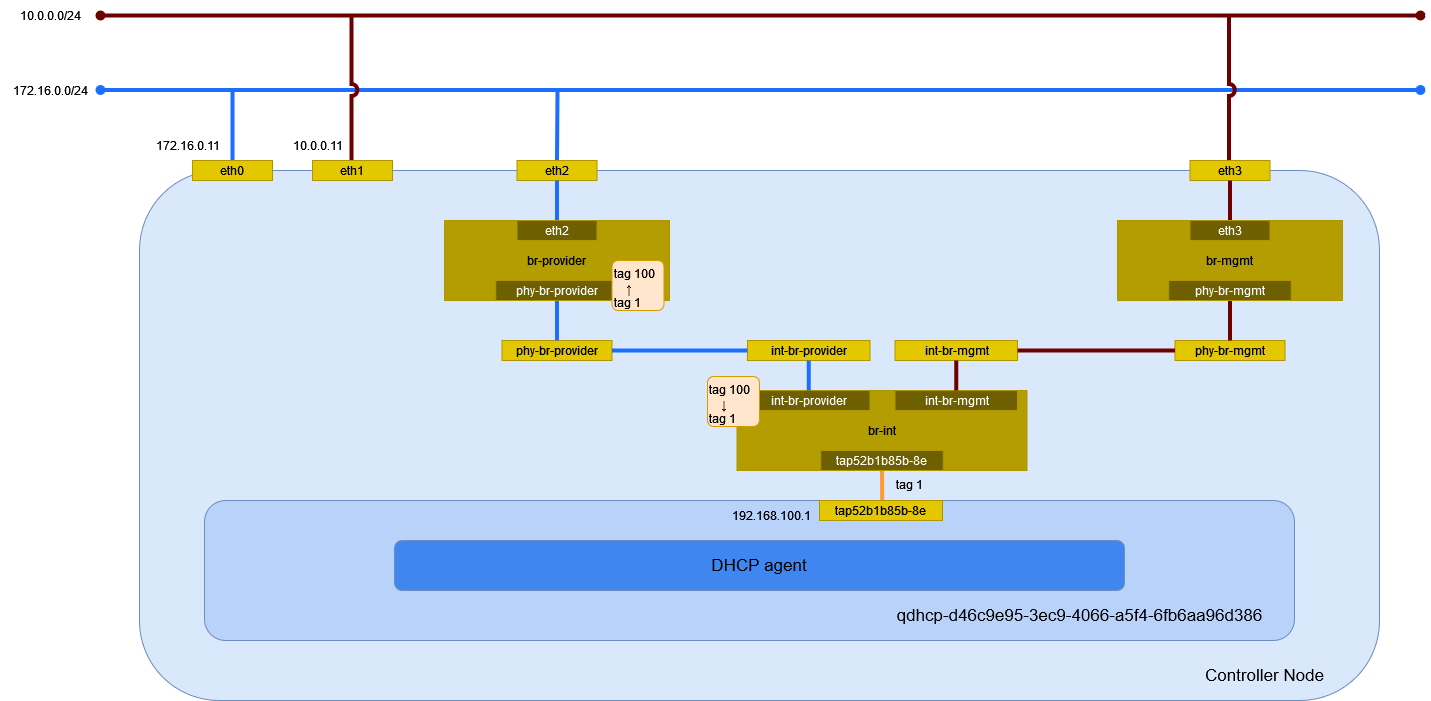 10.0.0.0/24
172.16.0.0/24
172.16.0.11
10.0.0.11
eth0
eth1
eth2
eth3
eth2
br-provider
phy-br-provider
tag 100
↑
tag 1
eth3
br-mgmt
phy-br-mgmt
phy-br-provider
int-br-provider
int-br-mgmt
phy-br-mgmt
tag 100
↓
tag 1
int-br-provider
int-br-mgmt
br-int
tap52b1b85b-8e
tag 1
192.168.100.1
tap52b1b85b-8e
DHCP agent
qdhcp-d46c9e95-3ec9-4066-a5f4-6fb6aa96d386
Controller Node